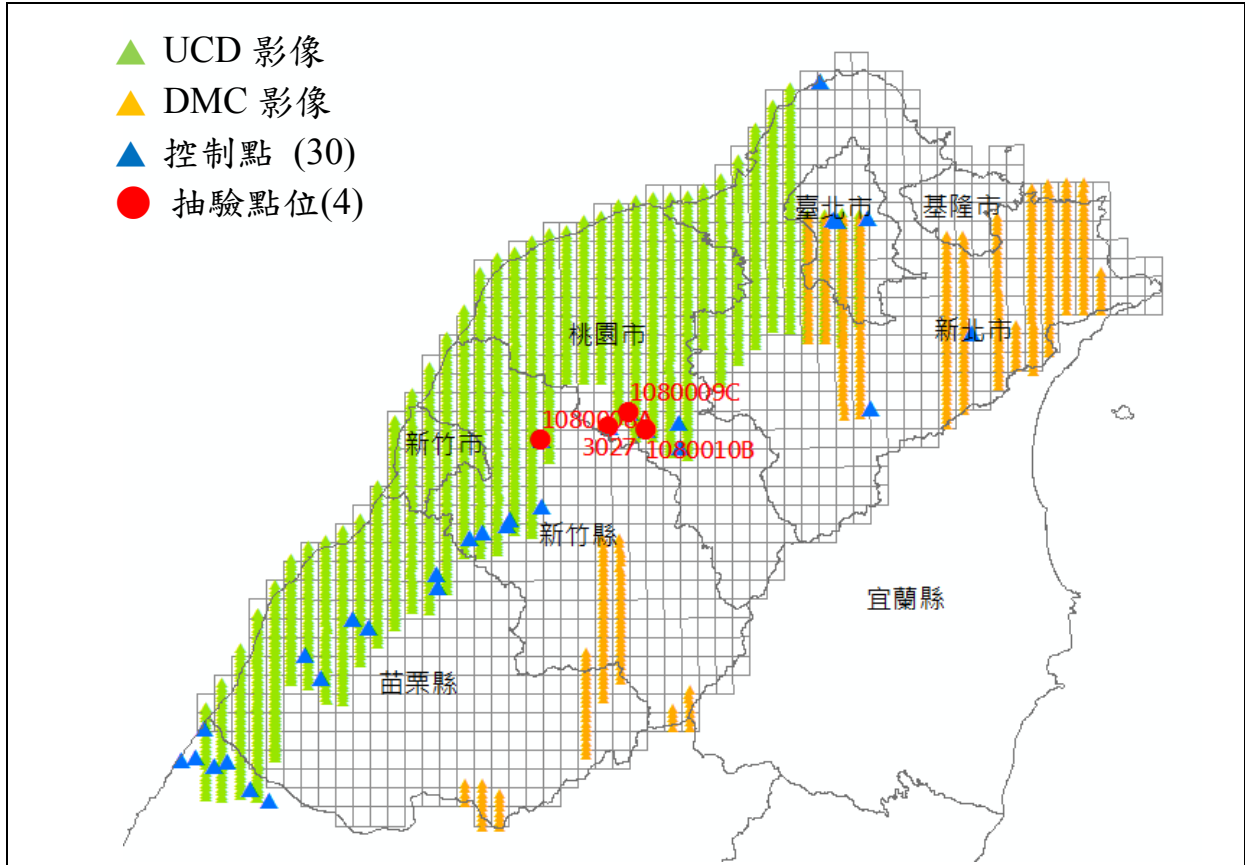 UCD 影像
DMC 影像
控制點 (30)
抽驗點位(4)
臺北市
基隆市
桃園市
新北市
1080009C
新竹市
3027
1080010B
新竹縣
宜蘭縣
苗栗縣